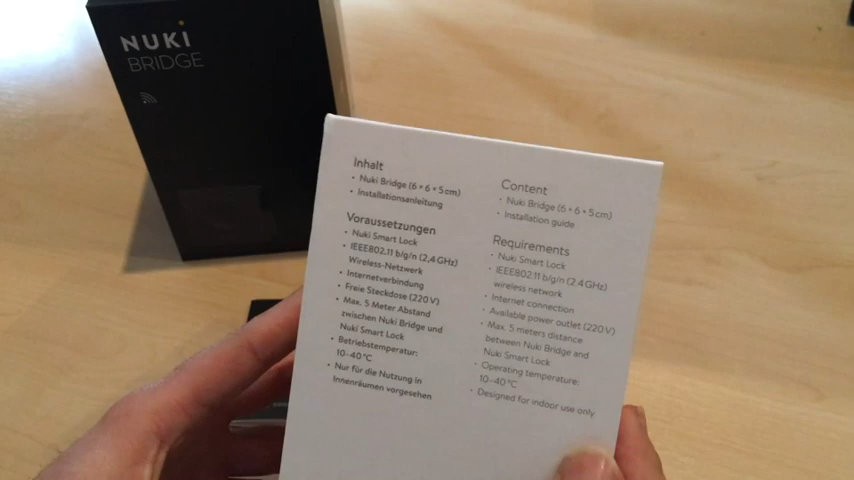 NUKI
BRIDGE
Inhalt
• Nuki Bridge (6 × 6 × 5 cm)
• Installationsanleitung
Voraussetzungen
• Nuki Smart Lock
• IEEE802.11 b/g/n (2,4 GHz)
Wireless-Netzwerk
• Internetverbindung
• Freie Steckdose (220 V)
• Max. 5 Meter Abstand
zwischen Nuki Bridge und
Nuki Smart Lock
• Betriebstemperatur:
10–40 °C
• Nur für die Nutzung in
Innenräumen vorgesehen
Content
• Nuki Bridge (6 × 6 × 5 cm)
• Installation guide
Requirements
• Nuki Smart Lock
• IEEE802.11 b/g/n (2.4 GHz)
wireless network
• Internet connection
• Available power outlet (220 V)
• Max. 5 meters distance
between Nuki Bridge and
Nuki Smart Lock
• Operating temperature:
10–40 °C
• Designed for indoor use only